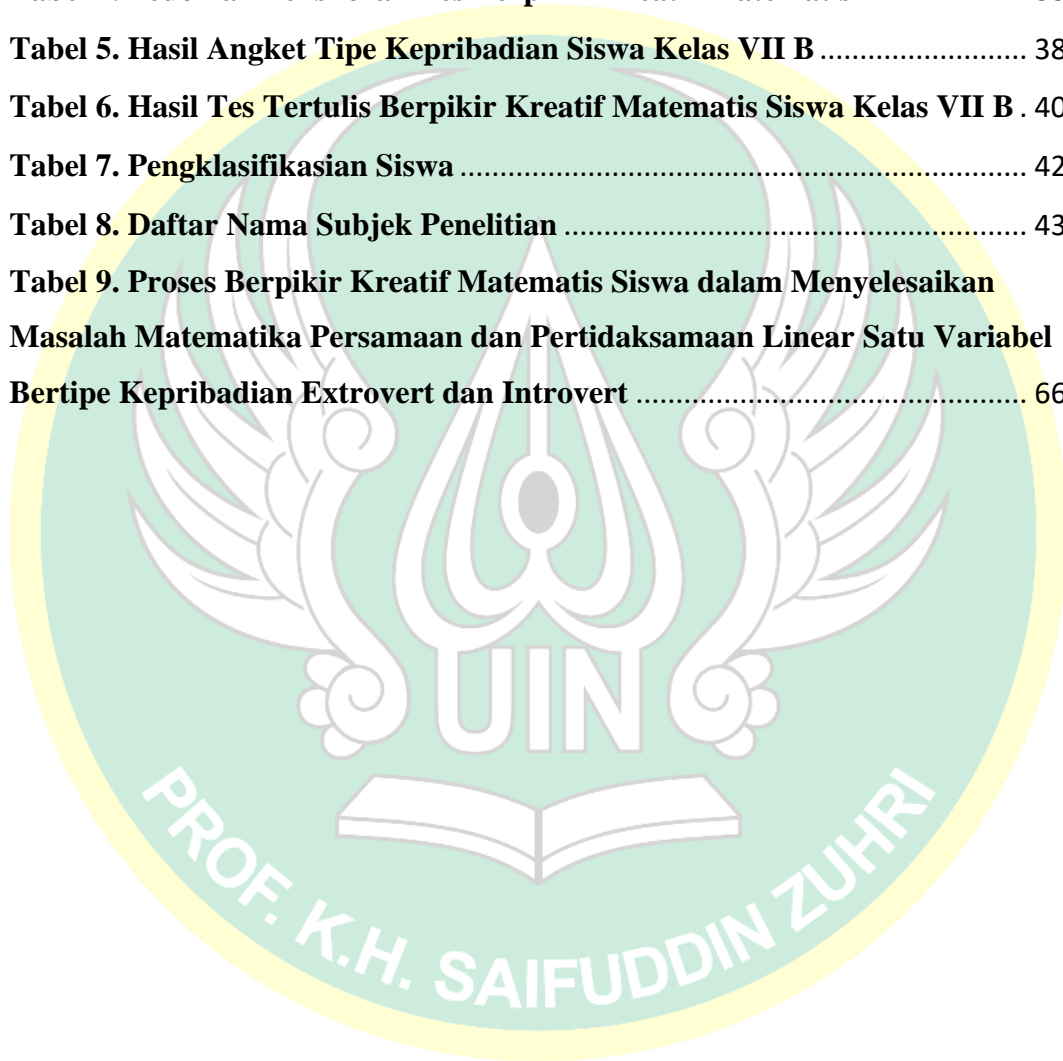 Tabel 5. Hasil Angket Tipe Kepribadian Siswa Kelas VII B .................... 38
Tabel 6. Hasil Tes Tertulis Berpikir Kreatif Matematis Siswa Kelas VII B . 40
Tabel 7. Pengklasifikasian Siswa ........................................................................ 42
Tabel 8. Daftar Nama Subjek Penelitian ........................................................... 43
Tabel 9. Proses Berpikir Kreatif Matematis Siswa dalam Menyelesaikan
Masalah Matematika Persamaan dan Pertidaksamaan Linear Satu Variabel
Bertipe Kepribadian Extrovert dan Introvert .................................................. 66
UIN
PROF. K.H. SAIFUDDIN ZUHRI